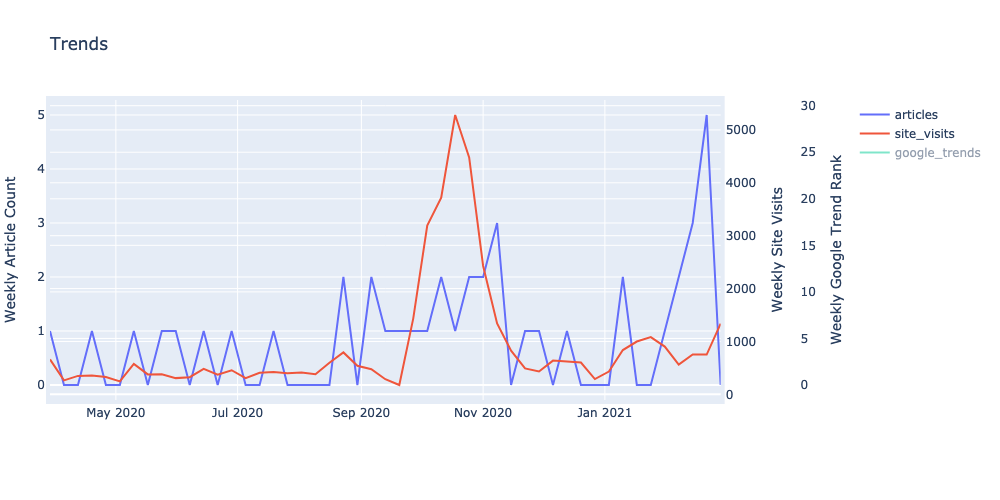 Trends
Weekly Article Count
5
4
3
2
1
0
May 2020
Jul 2020
Sep 2020
Nov 2020
Jan 2021
5000
4000
3000
2000
1000
0
Weekly Site Visits
30
25
20
15
10
5
0
Weekly Google Trend Rank
articles
site_visits
google_trends